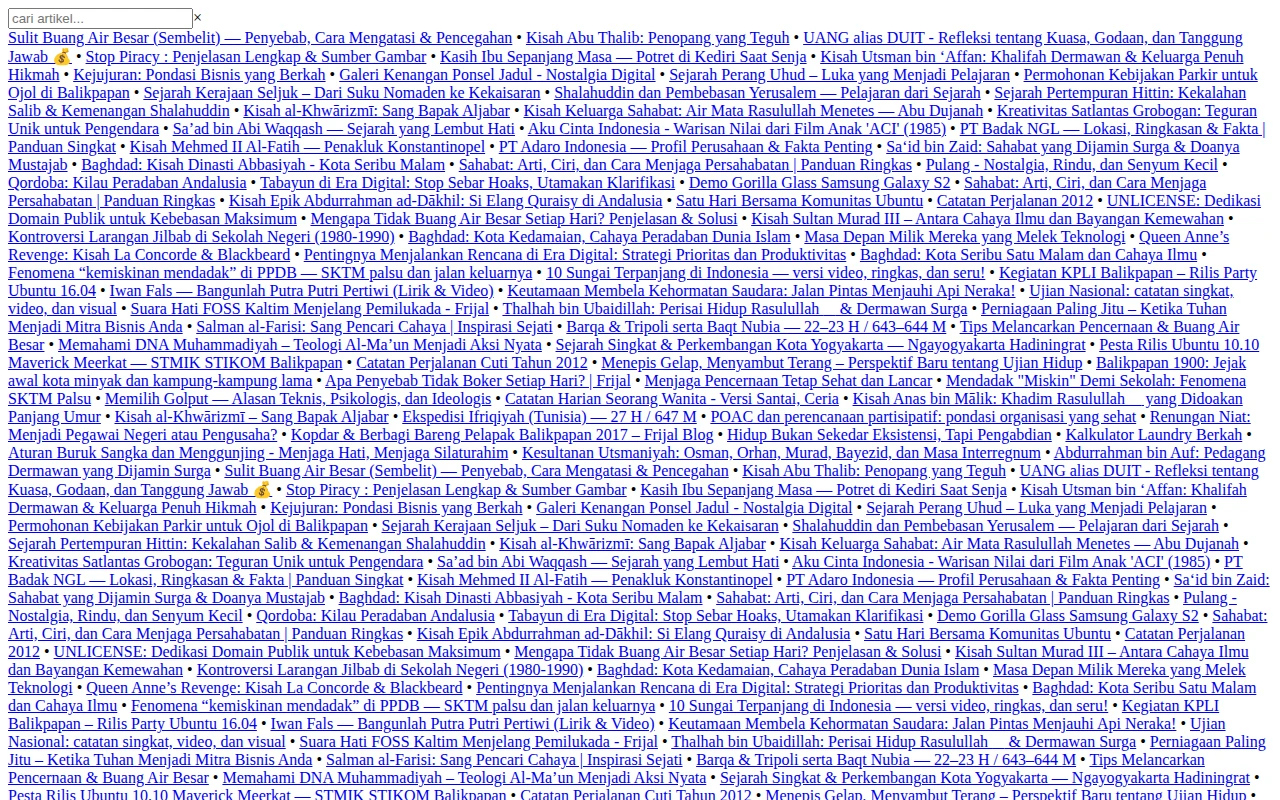 cari artikel... ×
Sulit Buang Air Besar (Sembelit) — Penyebab, Cara Mengatasi & Pencegahan • Kisah Abu Thalib: Penopang yang Teguh • UANG alias DUIT - Refleksi tentang Kuasa, Godaan, dan Tanggung
Jawab 💰 • Stop Piracy : Penjelasan Lengkap & Sumber Gambar • Kasih Ibu Sepanjang Masa — Potret di Kediri Saat Senja • Kisah Utsman bin ‘Affan: Khalifah Dermawan & Keluarga Penuh
Hikmah • Kejujuran: Pondasi Bisnis yang Berkah • Galeri Kenangan Ponsel Jadul - Nostalgia Digital • Sejarah Perang Uhud – Luka yang Menjadi Pelajaran • Permohonan Kebijakan Parkir untuk
Ojol di Balikpapan • Sejarah Kerajaan Seljuk – Dari Suku Nomaden ke Kekaisaran • Shalahuddin dan Pembebasan Yerusalem — Pelajaran dari Sejarah • Sejarah Pertempuran Hittin: Kekalahan
Salib & Kemenangan Shalahuddin • Kisah al-Khwārizmī: Sang Bapak Aljabar • Kisah Keluarga Sahabat: Air Mata Rasulullah Menetes — Abu Dujanah • Kreativitas Satlantas Grobogan: Teguran
Unik untuk Pengendara • Sa’ad bin Abi Waqqash — Sejarah yang Lembut Hati • Aku Cinta Indonesia - Warisan Nilai dari Film Anak 'ACI' (1985) • PT Badak NGL — Lokasi, Ringkasan & Fakta |
Panduan Singkat • Kisah Mehmed II Al-Fatih — Penakluk Konstantinopel • PT Adaro Indonesia — Profil Perusahaan & Fakta Penting • Sa‘id bin Zaid: Sahabat yang Dijamin Surga & Doanya
Mustajab • Baghdad: Kisah Dinasti Abbasiyah - Kota Seribu Malam • Sahabat: Arti, Ciri, dan Cara Menjaga Persahabatan | Panduan Ringkas • Pulang - Nostalgia, Rindu, dan Senyum Kecil •
Qordoba: Kilau Peradaban Andalusia • Tabayun di Era Digital: Stop Sebar Hoaks, Utamakan Klarifikasi • Demo Gorilla Glass Samsung Galaxy S2 • Sahabat: Arti, Ciri, dan Cara Menjaga
Persahabatan | Panduan Ringkas • Kisah Epik Abdurrahman ad-Dākhil: Si Elang Quraisy di Andalusia • Satu Hari Bersama Komunitas Ubuntu • Catatan Perjalanan 2012 • UNLICENSE: Dedikasi
Domain Publik untuk Kebebasan Maksimum • Mengapa Tidak Buang Air Besar Setiap Hari? Penjelasan & Solusi • Kisah Sultan Murad III – Antara Cahaya Ilmu dan Bayangan Kemewahan •
Kontroversi Larangan Jilbab di Sekolah Negeri (1980-1990) • Baghdad: Kota Kedamaian, Cahaya Peradaban Dunia Islam • Masa Depan Milik Mereka yang Melek Teknologi • Queen Anne’s
Revenge: Kisah La Concorde & Blackbeard • Pentingnya Menjalankan Rencana di Era Digital: Strategi Prioritas dan Produktivitas • Baghdad: Kota Seribu Satu Malam dan Cahaya Ilmu •
Fenomena “kemiskinan mendadak” di PPDB — SKTM palsu dan jalan keluarnya • 10 Sungai Terpanjang di Indonesia — versi video, ringkas, dan seru! • Kegiatan KPLI Balikpapan – Rilis Party
Ubuntu 16.04 • Iwan Fals — Bangunlah Putra Putri Pertiwi (Lirik & Video) • Keutamaan Membela Kehormatan Saudara: Jalan Pintas Menjauhi Api Neraka! • Ujian Nasional: catatan singkat,
video, dan visual • Suara Hati FOSS Kaltim Menjelang Pemilukada - Frijal • Thalhah bin Ubaidillah: Perisai Hidup Rasulullah & Dermawan Surga • Perniagaan Paling Jitu – Ketika Tuhan
Menjadi Mitra Bisnis Anda • Salman al-Farisi: Sang Pencari Cahaya | Inspirasi Sejati • Barqa & Tripoli serta Baqt Nubia — 22–23 H / 643–644 M • Tips Melancarkan Pencernaan & Buang Air
Besar • Memahami DNA Muhammadiyah – Teologi Al-Ma’un Menjadi Aksi Nyata • Sejarah Singkat & Perkembangan Kota Yogyakarta — Ngayogyakarta Hadiningrat • Pesta Rilis Ubuntu 10.10
Maverick Meerkat — STMIK STIKOM Balikpapan • Catatan Perjalanan Cuti Tahun 2012 • Menepis Gelap, Menyambut Terang – Perspektif Baru tentang Ujian Hidup • Balikpapan 1900: Jejak
awal kota minyak dan kampung-kampung lama • Apa Penyebab Tidak Boker Setiap Hari? | Frijal • Menjaga Pencernaan Tetap Sehat dan Lancar • Mendadak "Miskin" Demi Sekolah: Fenomena
SKTM Palsu • Memilih Golput — Alasan Teknis, Psikologis, dan Ideologis • Catatan Harian Seorang Wanita - Versi Santai, Ceria • Kisah Anas bin Mālik: Khadim Rasulullah yang Didoakan
Panjang Umur • Kisah al-Khwārizmī – Sang Bapak Aljabar • Ekspedisi Ifriqiyah (Tunisia) — 27 H / 647 M • POAC dan perencanaan partisipatif: pondasi organisasi yang sehat • Renungan Niat:
Menjadi Pegawai Negeri atau Pengusaha? • Kopdar & Berbagi Bareng Pelapak Balikpapan 2017 – Frijal Blog • Hidup Bukan Sekedar Eksistensi, Tapi Pengabdian • Kalkulator Laundry Berkah •
Aturan Buruk Sangka dan Menggunjing - Menjaga Hati, Menjaga Silaturahim • Kesultanan Utsmaniyah: Osman, Orhan, Murad, Bayezid, dan Masa Interregnum • Abdurrahman bin Auf: Pedagang
Dermawan yang Dijamin Surga • Sulit Buang Air Besar (Sembelit) — Penyebab, Cara Mengatasi & Pencegahan • Kisah Abu Thalib: Penopang yang Teguh • UANG alias DUIT - Refleksi tentang
Kuasa, Godaan, dan Tanggung Jawab 💰 • Stop Piracy : Penjelasan Lengkap & Sumber Gambar • Kasih Ibu Sepanjang Masa — Potret di Kediri Saat Senja • Kisah Utsman bin ‘Affan: Khalifah
Dermawan & Keluarga Penuh Hikmah • Kejujuran: Pondasi Bisnis yang Berkah • Galeri Kenangan Ponsel Jadul - Nostalgia Digital • Sejarah Perang Uhud – Luka yang Menjadi Pelajaran •
Permohonan Kebijakan Parkir untuk Ojol di Balikpapan • Sejarah Kerajaan Seljuk – Dari Suku Nomaden ke Kekaisaran • Shalahuddin dan Pembebasan Yerusalem — Pelajaran dari Sejarah •
Sejarah Pertempuran Hittin: Kekalahan Salib & Kemenangan Shalahuddin • Kisah al-Khwārizmī: Sang Bapak Aljabar • Kisah Keluarga Sahabat: Air Mata Rasulullah Menetes — Abu Dujanah •
Kreativitas Satlantas Grobogan: Teguran Unik untuk Pengendara • Sa’ad bin Abi Waqqash — Sejarah yang Lembut Hati • Aku Cinta Indonesia - Warisan Nilai dari Film Anak 'ACI' (1985) • PT
Badak NGL — Lokasi, Ringkasan & Fakta | Panduan Singkat • Kisah Mehmed II Al-Fatih — Penakluk Konstantinopel • PT Adaro Indonesia — Profil Perusahaan & Fakta Penting • Sa‘id bin Zaid:
Sahabat yang Dijamin Surga & Doanya Mustajab • Baghdad: Kisah Dinasti Abbasiyah - Kota Seribu Malam • Sahabat: Arti, Ciri, dan Cara Menjaga Persahabatan | Panduan Ringkas • Pulang -
Nostalgia, Rindu, dan Senyum Kecil • Qordoba: Kilau Peradaban Andalusia • Tabayun di Era Digital: Stop Sebar Hoaks, Utamakan Klarifikasi • Demo Gorilla Glass Samsung Galaxy S2 • Sahabat:
Arti, Ciri, dan Cara Menjaga Persahabatan | Panduan Ringkas • Kisah Epik Abdurrahman ad-Dākhil: Si Elang Quraisy di Andalusia • Satu Hari Bersama Komunitas Ubuntu • Catatan Perjalanan
2012 • UNLICENSE: Dedikasi Domain Publik untuk Kebebasan Maksimum • Mengapa Tidak Buang Air Besar Setiap Hari? Penjelasan & Solusi • Kisah Sultan Murad III – Antara Cahaya Ilmu
dan Bayangan Kemewahan • Kontroversi Larangan Jilbab di Sekolah Negeri (1980-1990) • Baghdad: Kota Kedamaian, Cahaya Peradaban Dunia Islam • Masa Depan Milik Mereka yang Melek
Teknologi • Queen Anne’s Revenge: Kisah La Concorde & Blackbeard • Pentingnya Menjalankan Rencana di Era Digital: Strategi Prioritas dan Produktivitas • Baghdad: Kota Seribu Satu Malam
dan Cahaya Ilmu • Fenomena “kemiskinan mendadak” di PPDB — SKTM palsu dan jalan keluarnya • 10 Sungai Terpanjang di Indonesia — versi video, ringkas, dan seru! • Kegiatan KPLI
Balikpapan – Rilis Party Ubuntu 16.04 • Iwan Fals — Bangunlah Putra Putri Pertiwi (Lirik & Video) • Keutamaan Membela Kehormatan Saudara: Jalan Pintas Menjauhi Api Neraka! • Ujian
Nasional: catatan singkat, video, dan visual • Suara Hati FOSS Kaltim Menjelang Pemilukada - Frijal • Thalhah bin Ubaidillah: Perisai Hidup Rasulullah & Dermawan Surga • Perniagaan Paling
Jitu – Ketika Tuhan Menjadi Mitra Bisnis Anda • Salman al-Farisi: Sang Pencari Cahaya | Inspirasi Sejati • Barqa & Tripoli serta Baqt Nubia — 22–23 H / 643–644 M • Tips Melancarkan
Pencernaan & Buang Air Besar • Memahami DNA Muhammadiyah – Teologi Al-Ma’un Menjadi Aksi Nyata • Sejarah Singkat & Perkembangan Kota Yogyakarta — Ngayogyakarta Hadiningrat •
Pesta Rilis Ubuntu 10.10 Maverick Meerkat — STMIK STIKOM Balikpapan • Catatan Perjalanan Cuti Tahun 2012 • Menepis Gelap, Menyambut Terang – Perspektif Baru tentang Ujian Hidup •